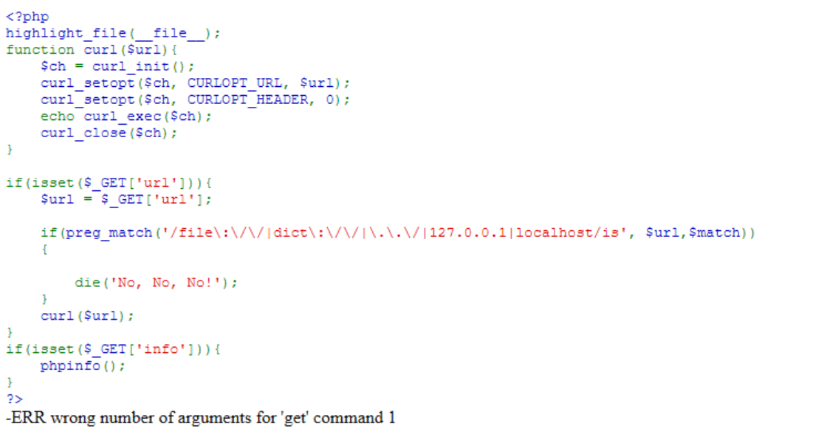 <?php
highlight_file(__file__);
function curl($url){
    $ch = curl_init();
    curl_setopt($ch, CURLOPT_URL, $url);
    curl_setopt($ch, CURLOPT_HEADER, 0);
    echo curl_exec($ch);
    curl_close($ch);
}
if(isset($_GET['url'])){
    $url = $_GET['url'];
    if(preg_match('/file\:\/\/|dict\:\/\/|\.\.\/|127.0.0.1|localhost/is', $url,$match))
    {
        die('No, No, No!');
    }
    curl($url);
}
if(isset($_GET['info'])){
    phpinfo();
}
?>
-ERR wrong number of arguments for 'get' command 1